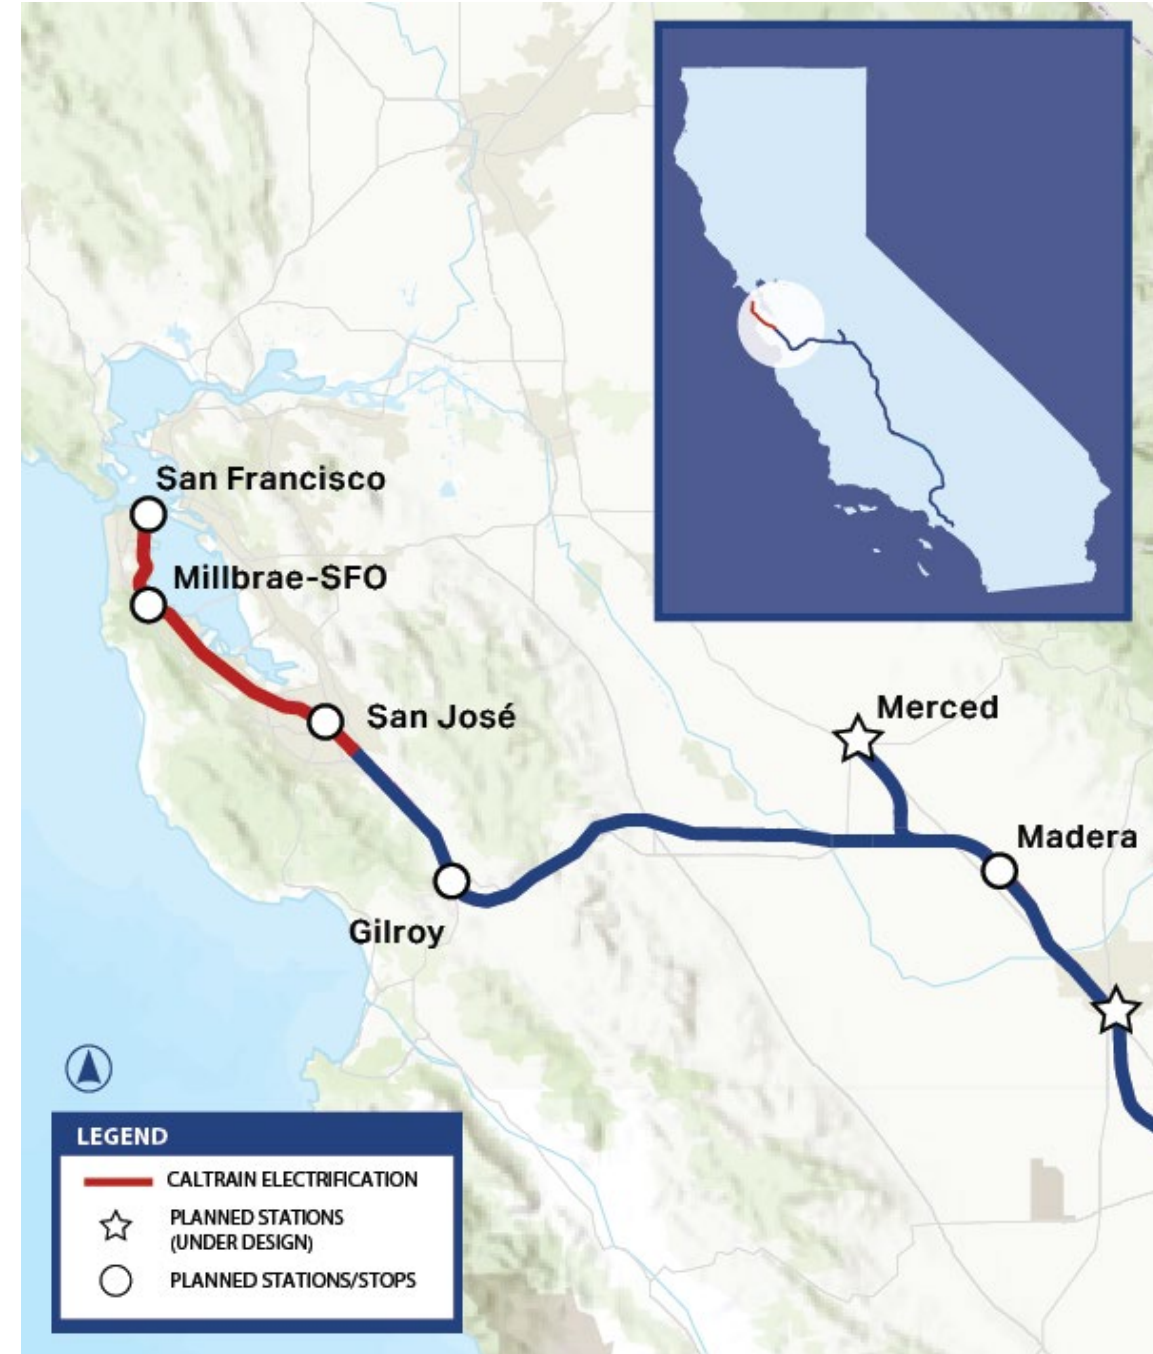 San Francisco
Millbrae-SFO
San José
Merced
Madera
Gilroy
LEGEND
CALTRAIN ELECTRIFICATION
PLANNED STATIONS
(UNDER DESIGN)
PLANNED STATIONS/STOPS